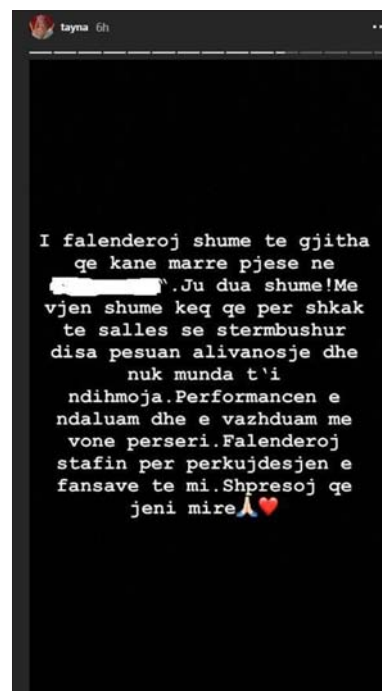 tayna 6h
I falenderoj shume te gjitha
qe kane marre pjese ne
".Ju dua shume!Me
vjen shume keq qe per shkak
te salles se stermbushur
disa pesuan alivanosje dhe
nuk munda t‘i
ndihmoja.Performancen e
ndaluam dhe e vazhduam me
vone perseri.Falenderoj
stafin per perkujdesjen e
fansave te mi.Shpresoj qe
jeni mire🙏🏻❤️